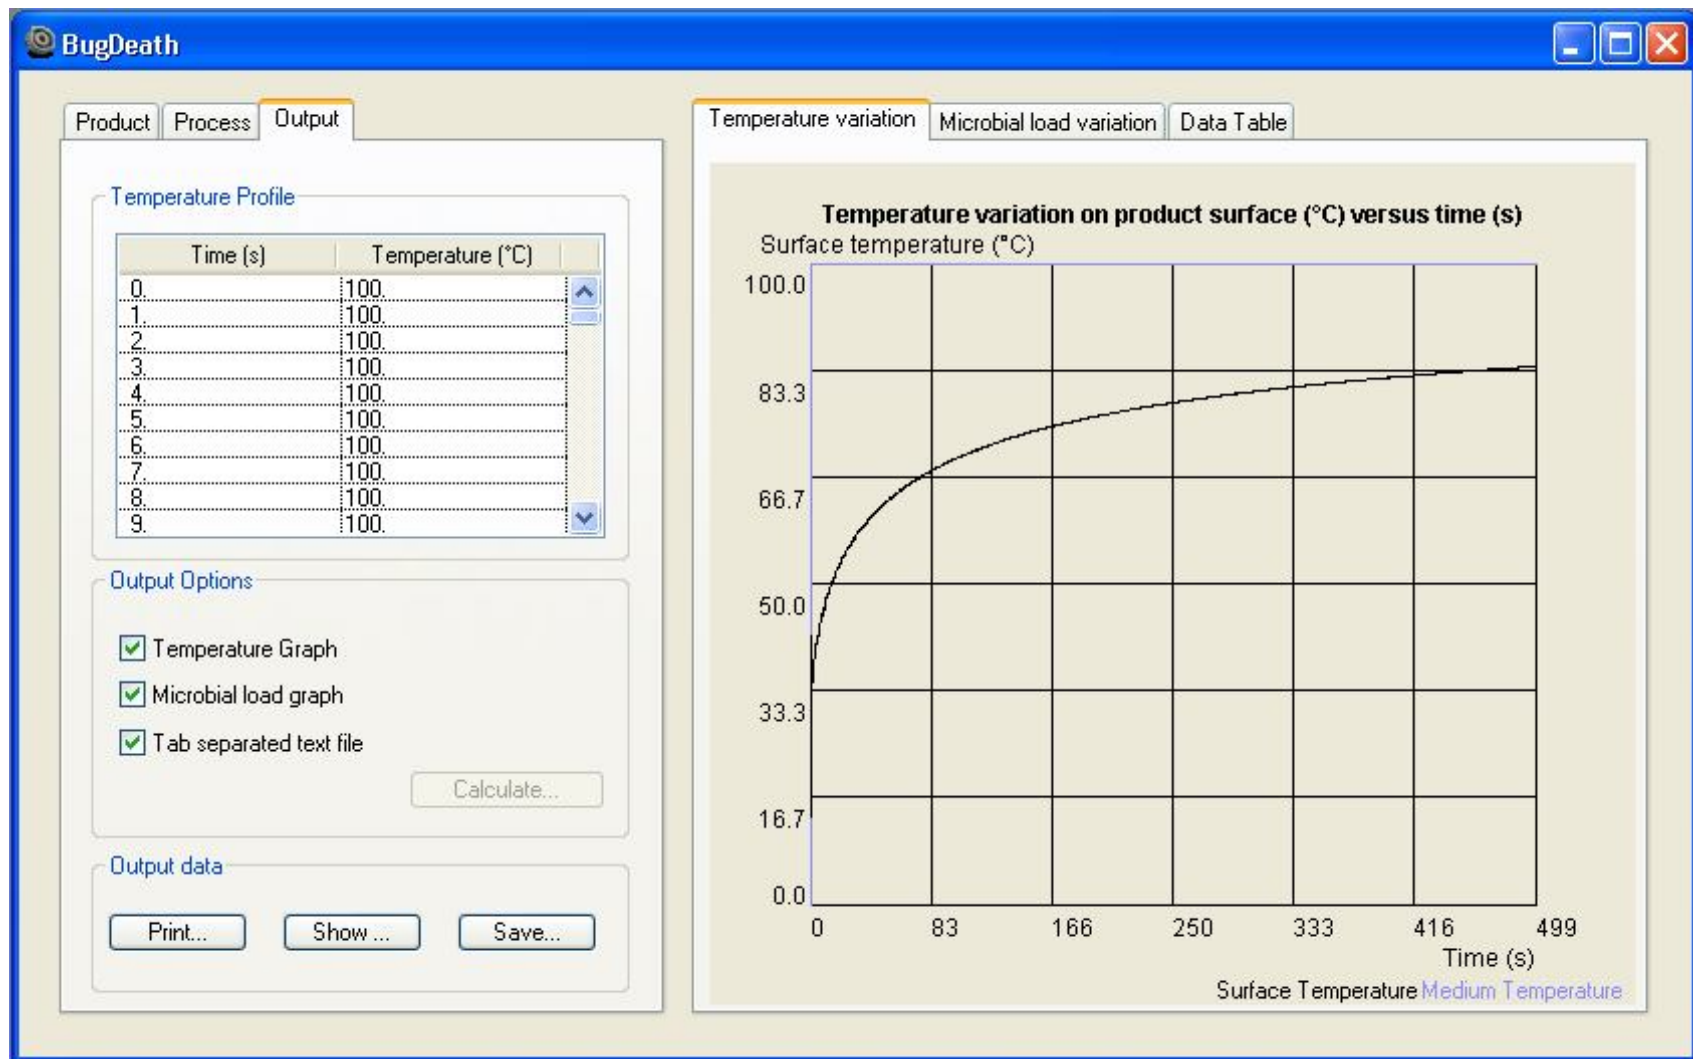 BugDeath
Product Process Output
Temperature Profile
Time (s) Temperature (°C)
0. 100.
1. 100.
2. 100.
3. 100.
4. 100.
5. 100.
6. 100.
7. 100.
8. 100.
9. 100.
Output Options
Temperature Graph
Microbial load graph
Tab separated text file
Calculate...
Output data
Print... Show ... Save...
Temperature variation Microbial load variation Data Table
Temperature variation on product surface (°C) versus time (s)
Surface temperature (°C)
100.0
83.3
66.7
50.0
33.3
16.7
0.0
0 83 166 250 333 416 499
Time (s)
Surface Temperature Medium Temperature